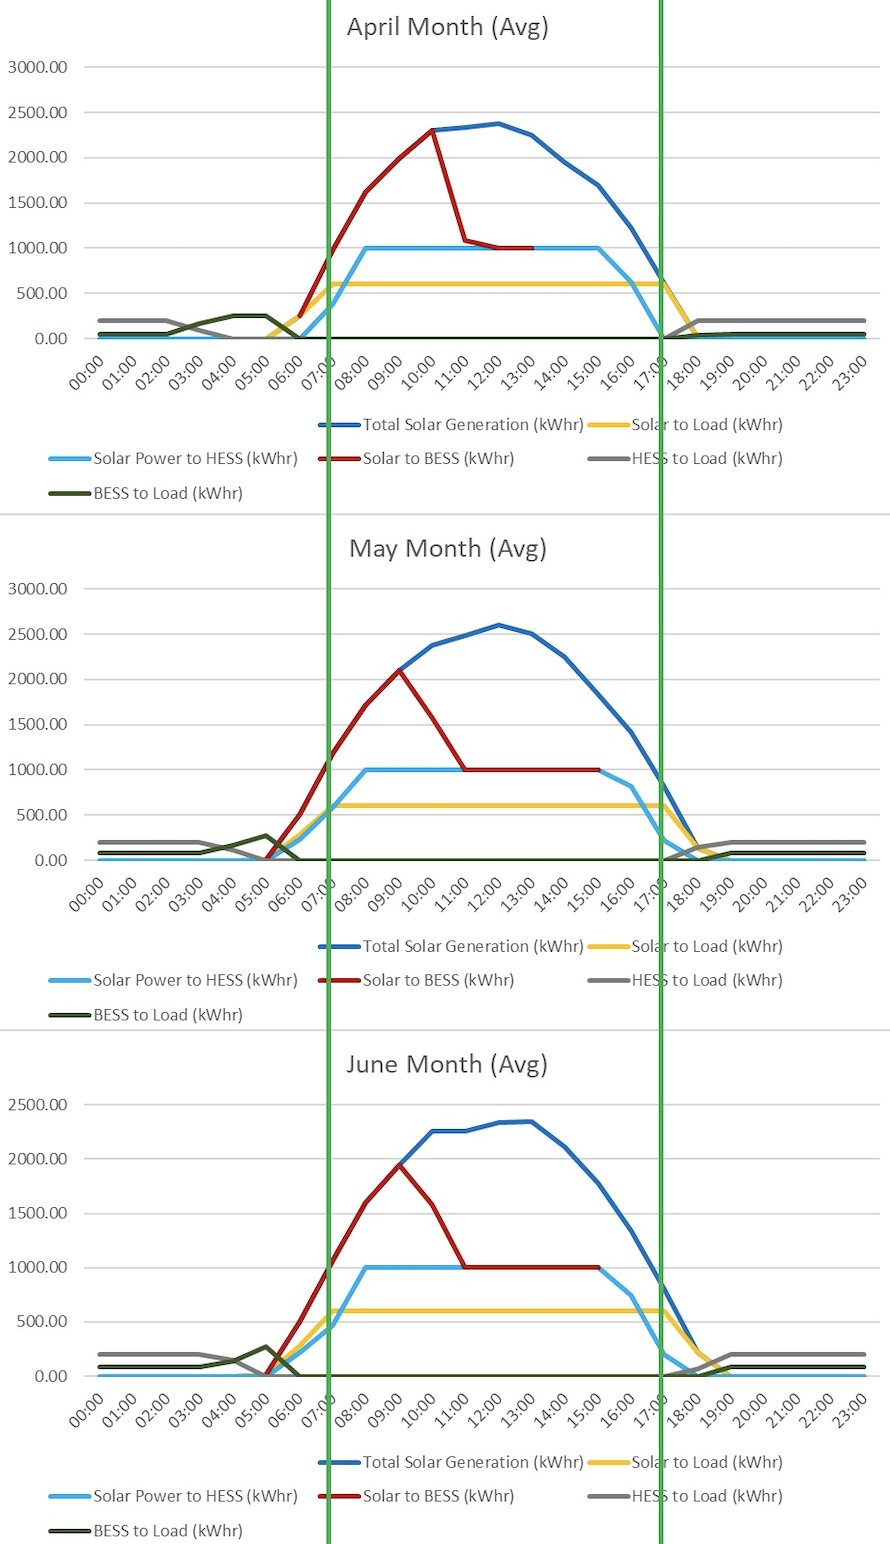 April Month (Avg)
3000.00
2500.00
2000.00
1500.00
1000.00
500.00
0.00
00:00 01:00 02:00 03:00 04:00 05:00 06:00 07:00 08:00 09:00 10:00 11:00 12:00 13:00 14:00 15:00 16:00 17:00 18:00 19:00 20:00 21:00 22:00 23:00
Total Solar Generation (kWhr) Solar to Load (kWhr)
Solar Power to HESS (kWhr) Solar to BESS (kWhr) HESS to Load (kWhr)
BESS to Load (kWhr)
May Month (Avg)
3000.00
2500.00
2000.00
1500.00
1000.00
500.00
0.00
00:00 01:00 02:00 03:00 04:00 05:00 06:00 07:00 08:00 09:00 10:00 11:00 12:00 13:00 14:00 15:00 16:00 17:00 18:00 19:00 20:00 21:00 22:00 23:00
Total Solar Generation (kWhr) Solar to Load (kWhr)
Solar Power to HESS (kWhr) Solar to BESS (kWhr) HESS to Load (kWhr)
BESS to Load (kWhr)
June Month (Avg)
2500.00
2000.00
1500.00
1000.00
500.00
0.00
00:00 01:00 02:00 03:00 04:00 05:00 06:00 07:00 08:00 09:00 10:00 11:00 12:00 13:00 14:00 15:00 16:00 17:00 18:00 19:00 20:00 21:00 22:00 23:00
Total Solar Generation (kWhr) Solar to Load (kWhr)
Solar Power to HESS (kWhr) Solar to BESS (kWhr) HESS to Load (kWhr)
BESS to Load (kWhr)